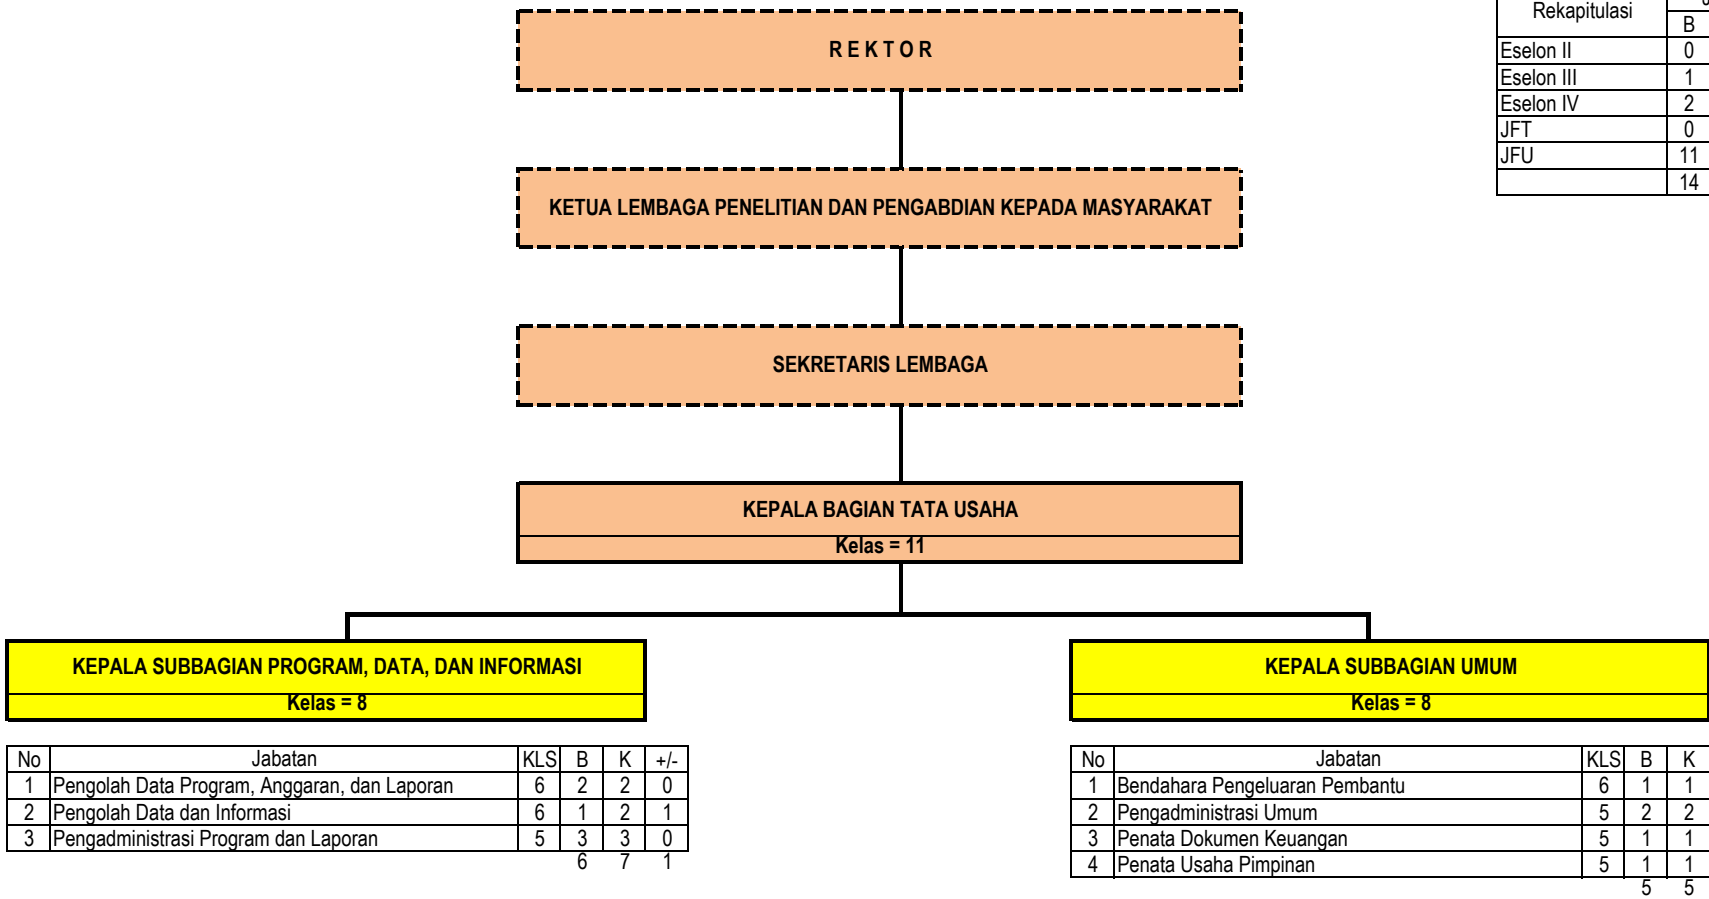 R E K T O R
Rekapitulasi
B
Eselon II 0
Eselon III 1
Eselon IV 2
JFT 0
JFU 11
14
KETUA LEMBAGA PENELITIAN DAN PENGABDIAN KEPADA MASYARAKAT
SEKRETARIS LEMBAGA
KEPALA BAGIAN TATA USAHA
Kelas = 11
KEPALA SUBBAGIAN PROGRAM, DATA, DAN INFORMASI
Kelas = 8
No Jabatan KLS B K +/-
1 Pengolah Data Program, Anggaran, dan Laporan 6 2 2 0
2 Pengolah Data dan Informasi 6 1 2 1
3 Pengadministrasi Program dan Laporan 5 3 3 0
6 7 1
KEPALA SUBBAGIAN UMUM
Kelas = 8
No Jabatan KLS B K
1 Bendahara Pengeluaran Pembantu 6 1 1
2 Pengadministrasi Umum 5 2 2
3 Penata Dokumen Keuangan 5 1 1
4 Penata Usaha Pimpinan 5 1 1
5 5